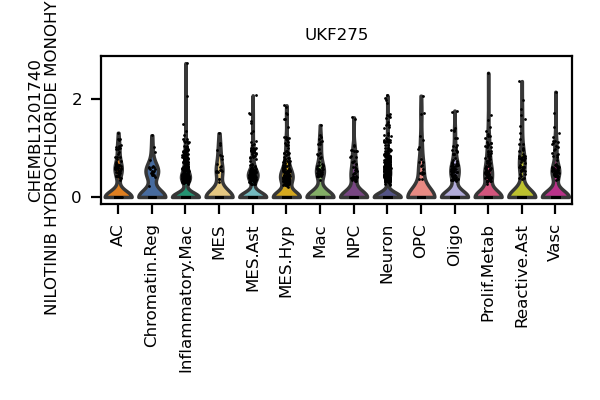 UKF275
CHEMBL1201740
NILOTINIB HYDROCHLORIDE MONOHY
2
0
AC
Chromatin.Reg
Inflammatory.Mac
MES
MES.Ast
MES.Hyp
Mac
NPC
Neuron
OPC
Oligo
Prolif.Metab
Reactive.Ast
Vasc